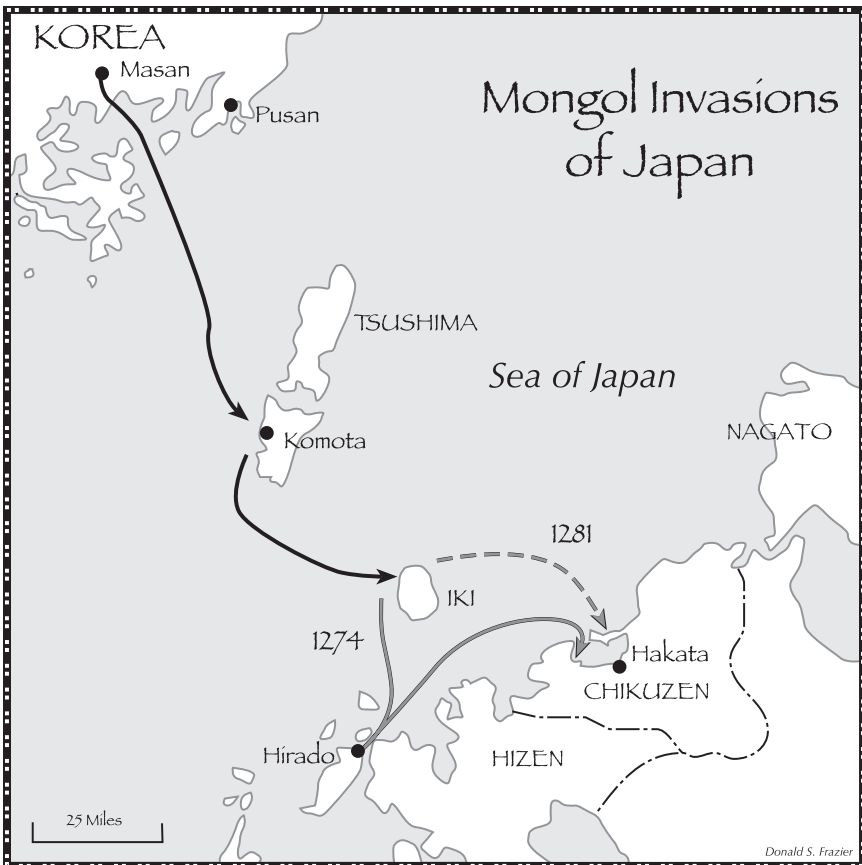 KOREA
Masan
Pusan
Mongol Invasions
of Japan
TSUSHIMA
Sea of Japan
Komota
NAGATO
1281
IKI
1274
Hakata
CHIKUZEN
Hirado
HIZEN
25 Miles
Donald S. Frazier